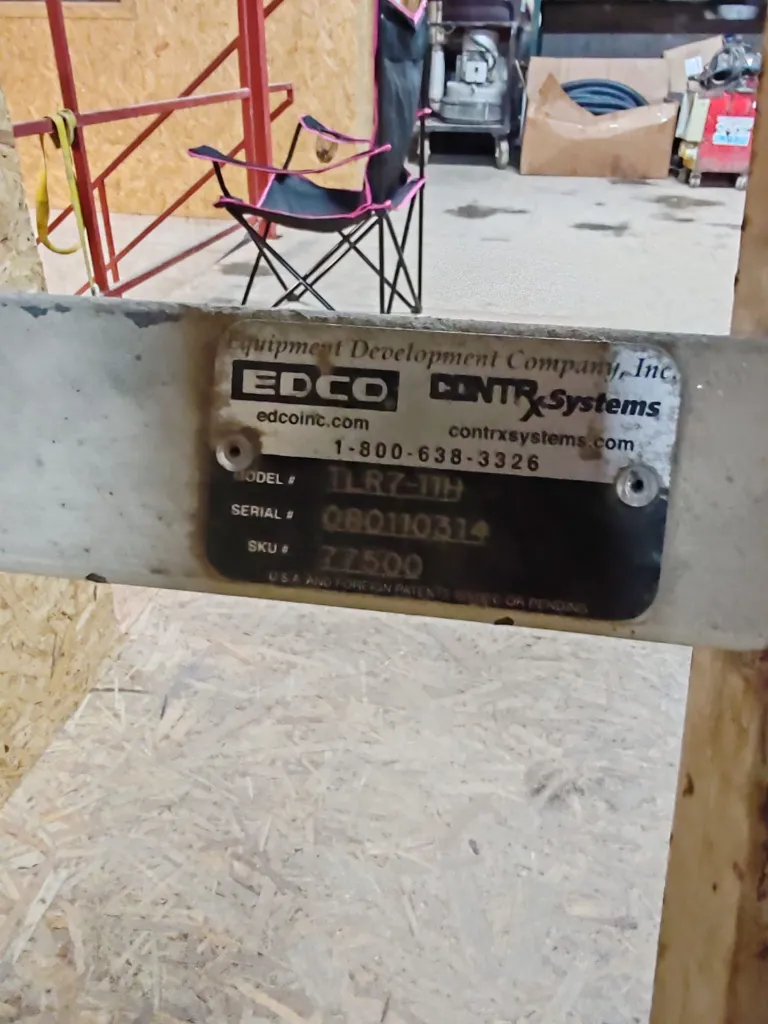 Equipment Development Company, Inc.
EDCO CONTRxSystems
edcoinc.com contrxsystems.com
1-800-638-3326
MODEL # TLR7-11H
SERIAL # 080110314
SKU # 77500
U.S.A. AND FOREIGN PATENTS ISSUED OR PENDING